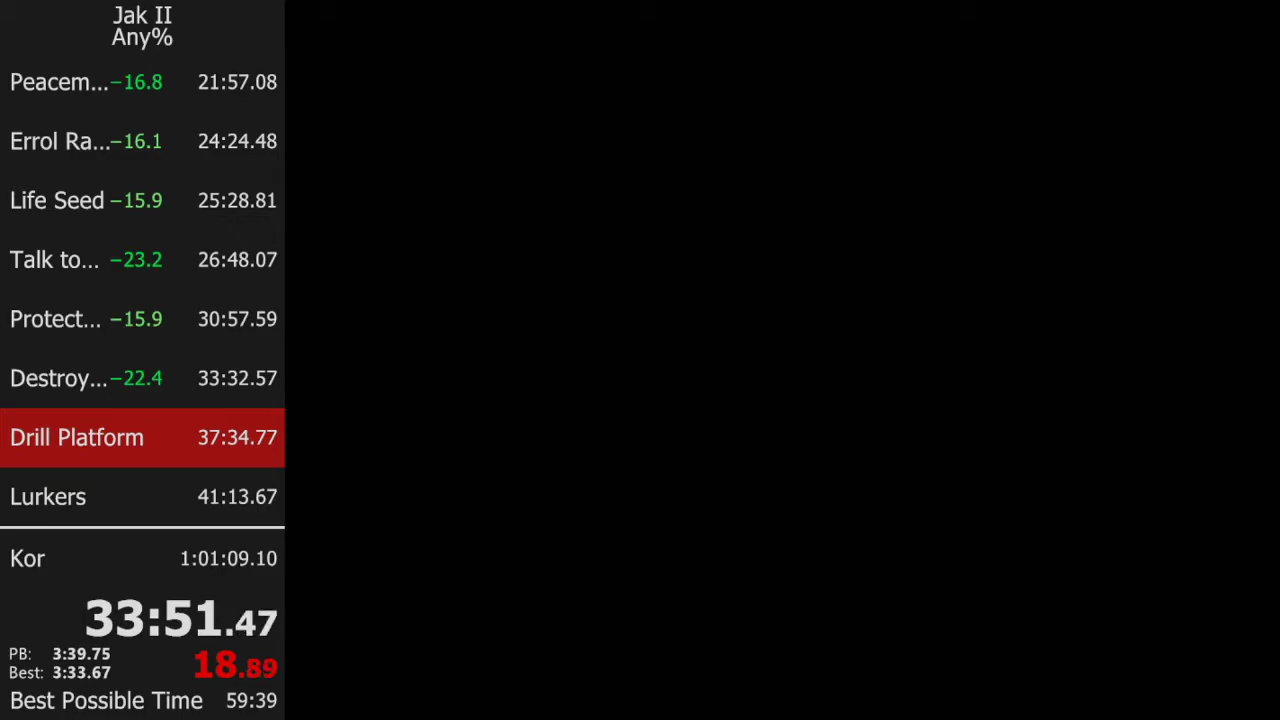 Jak II
Any%
Peacem... −16.8 21:57.08
Errol Ra... −16.1 24:24.48
Life Seed −15.9 25:28.81
Talk to... −23.2 26:48.07
Protect... −15.9 30:57.59
Destroy... −22.4 33:32.57
Drill Platform 37:34.77
Lurkers 41:13.67
Kor 1:01:09.10
33:51.47
PB: 3:39.75
Best: 3:33.67
18.89
Best Possible Time 59:39